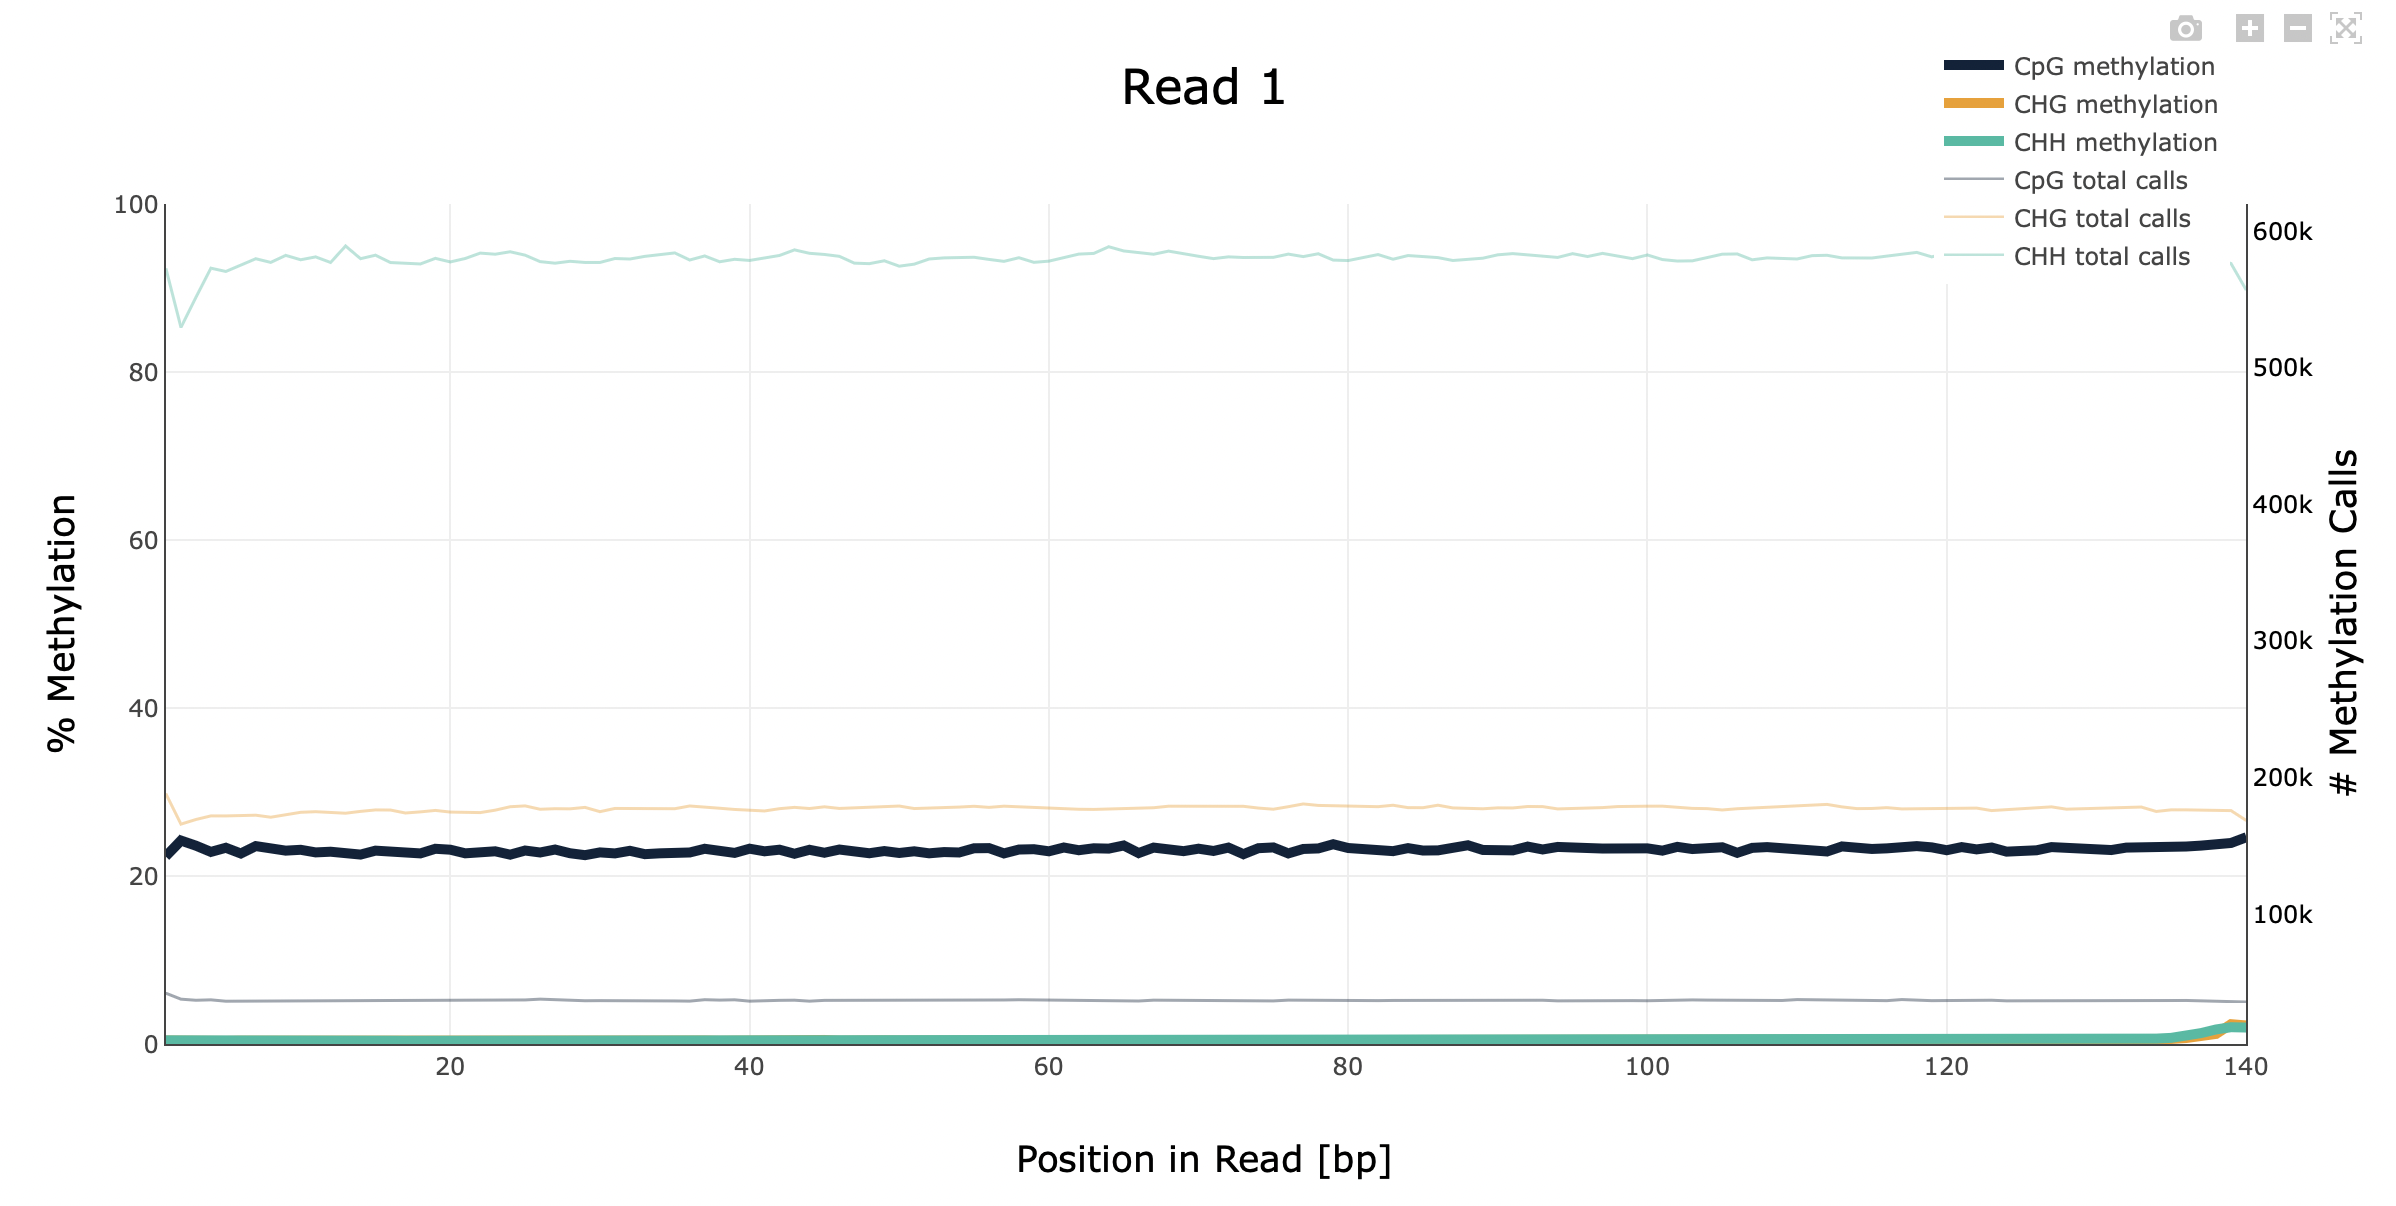 Read 1
CpG methylation
CHG methylation
CHH methylation
CpG total calls
CHG total calls
CHH total calls
% Methylation
100
80
60
40
20
0
# Methylation Calls
600k
500k
400k
300k
200k
100k
20
40
60
80
100
120
140
Position in Read [bp]